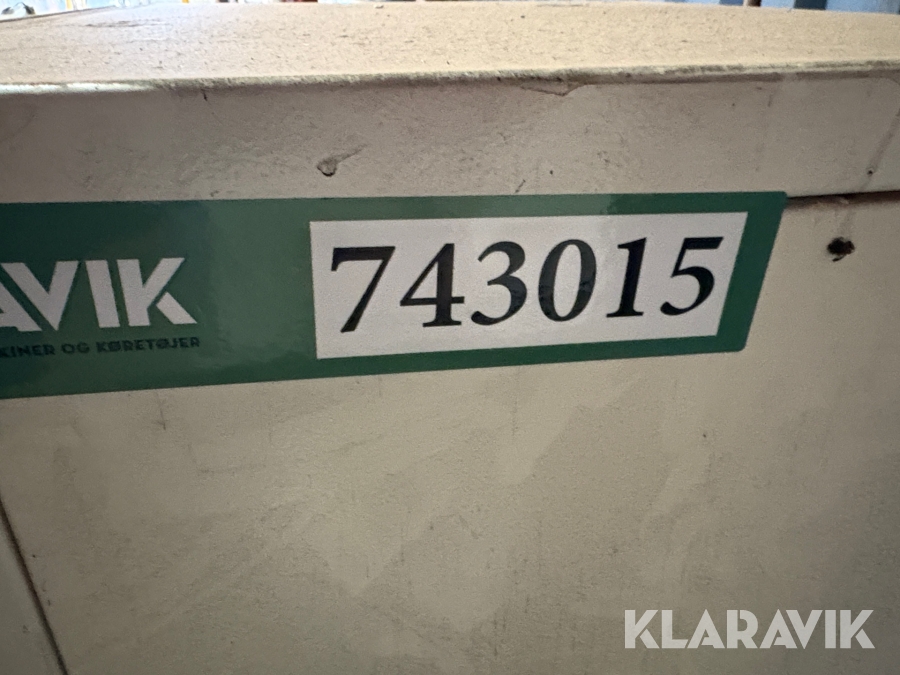 AVIK
743015
KINER OG KØRETØJER
KLARAVIK